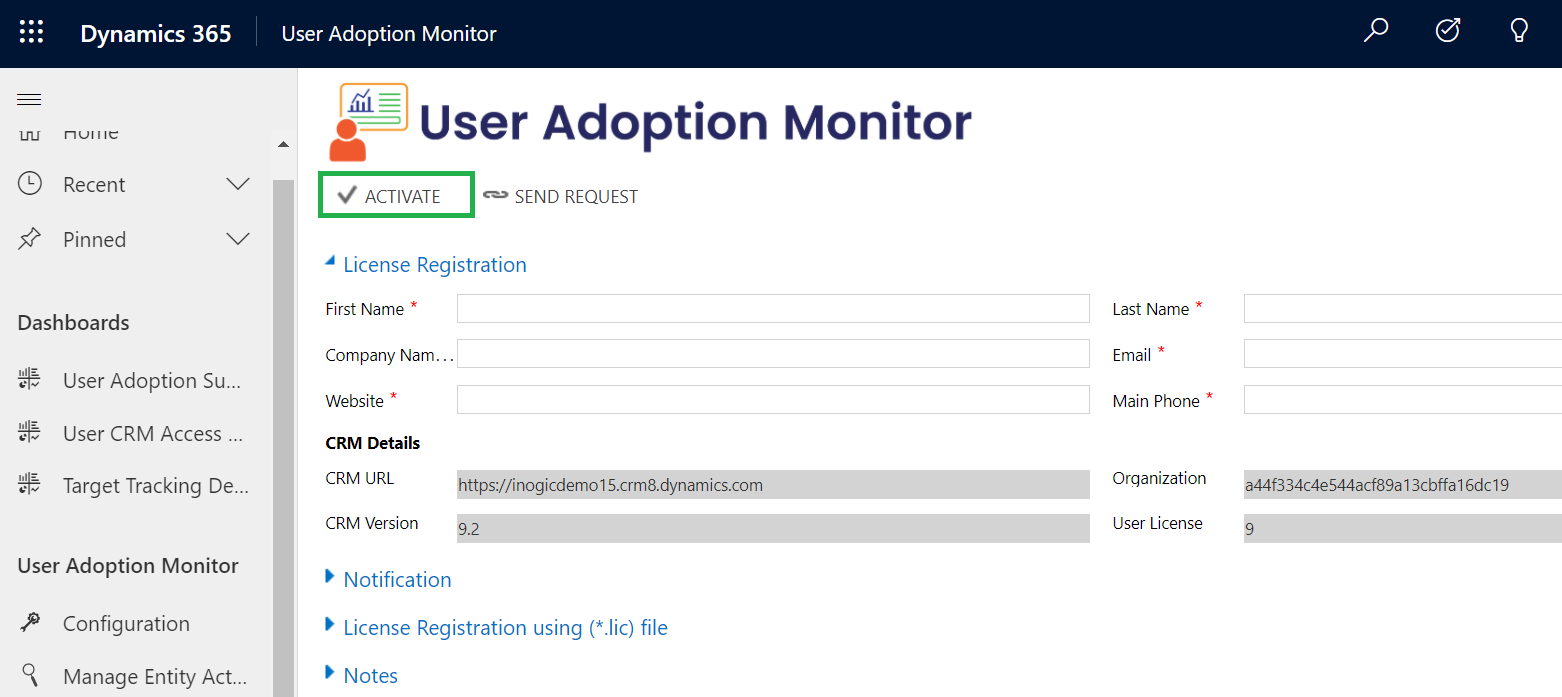 Dynamics 365 User Adoption Monitor
Home
Recent
Pinned
Dashboards
User Adoption Su...
User CRM Access ...
Target Tracking De...
User Adoption Monitor
Configuration
Manage Entity Act...
User Adoption Monitor
ACTIVATE SEND REQUEST
License Registration
First Name * Last Name *
Company Nam... Email *
Website * Main Phone *
CRM Details
CRM URL https://inogicdemo15.crm8.dynamics.com Organization a44f334c4e544acf89a13cbffa16dc19
CRM Version 9.2 User License 9
Notification
License Registration using (*.lic) file
Notes